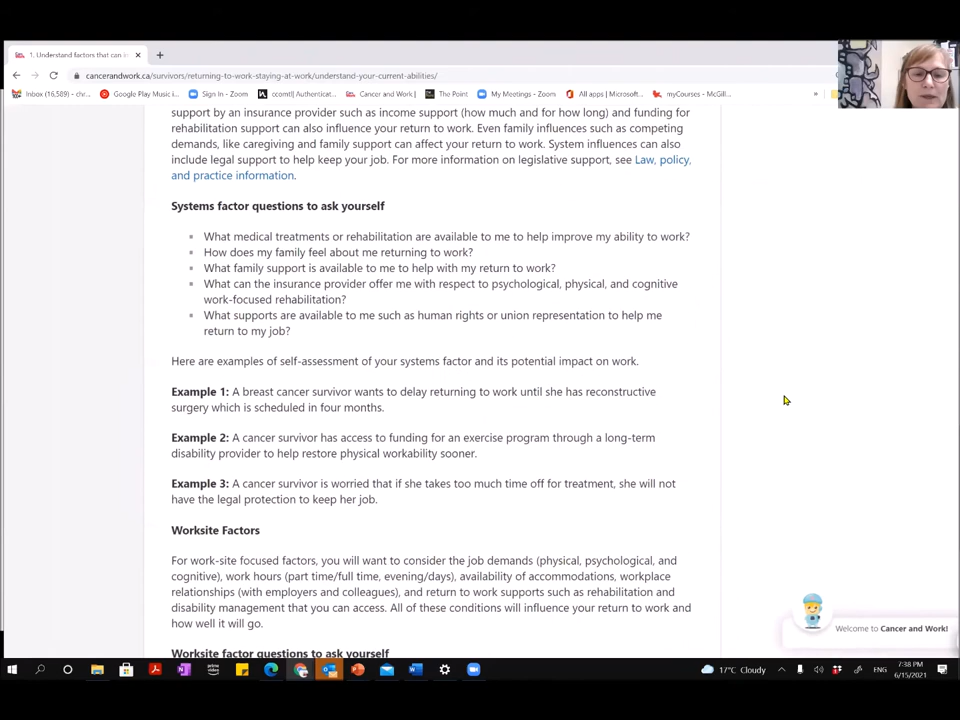 1. Understand factors that can in
cancerandwork.ca/survivors/returning-to-work-staying-at-work/understand-your-current-abilities/
Inbox (16,589) - chr... Google Play Music i... Sign In - Zoom ccomtl| Authenticat... Cancer and Work | The Point My Meetings - Zoom All apps | Microsoft... myCourses - McGill...
support by an insurance provider such as income support (how much and for how long) and funding for
rehabilitation support can also influence your return to work. Even family influences such as competing
demands, like caregiving and family support can affect your return to work. System influences can also
include legal support to help keep your job. For more information on legislative support, see Law, policy,
and practice information.
Systems factor questions to ask yourself
What medical treatments or rehabilitation are available to me to help improve my ability to work?
How does my family feel about me returning to work?
What family support is available to me to help with my return to work?
What can the insurance provider offer me with respect to psychological, physical, and cognitive
work-focused rehabilitation?
What supports are available to me such as human rights or union representation to help me
return to my job?
Here are examples of self-assessment of your systems factor and its potential impact on work.
Example 1: A breast cancer survivor wants to delay returning to work until she has reconstructive
surgery which is scheduled in four months.
Example 2: A cancer survivor has access to funding for an exercise program through a long-term
disability provider to help restore physical workability sooner.
Example 3: A cancer survivor is worried that if she takes too much time off for treatment, she will not
have the legal protection to keep her job.
Worksite Factors
For work-site focused factors, you will want to consider the job demands (physical, psychological, and
cognitive), work hours (part time/full time, evening/days), availability of accommodations, workplace
relationships (with employers and colleagues), and return to work supports such as rehabilitation and
disability management that you can access. All of these conditions will influence your return to work and
how well it will go.
Welcome to Cancer and Work!
Worksite factor questions to ask yourself
17°C Cloudy ENG 7:38 PM
6/15/2021